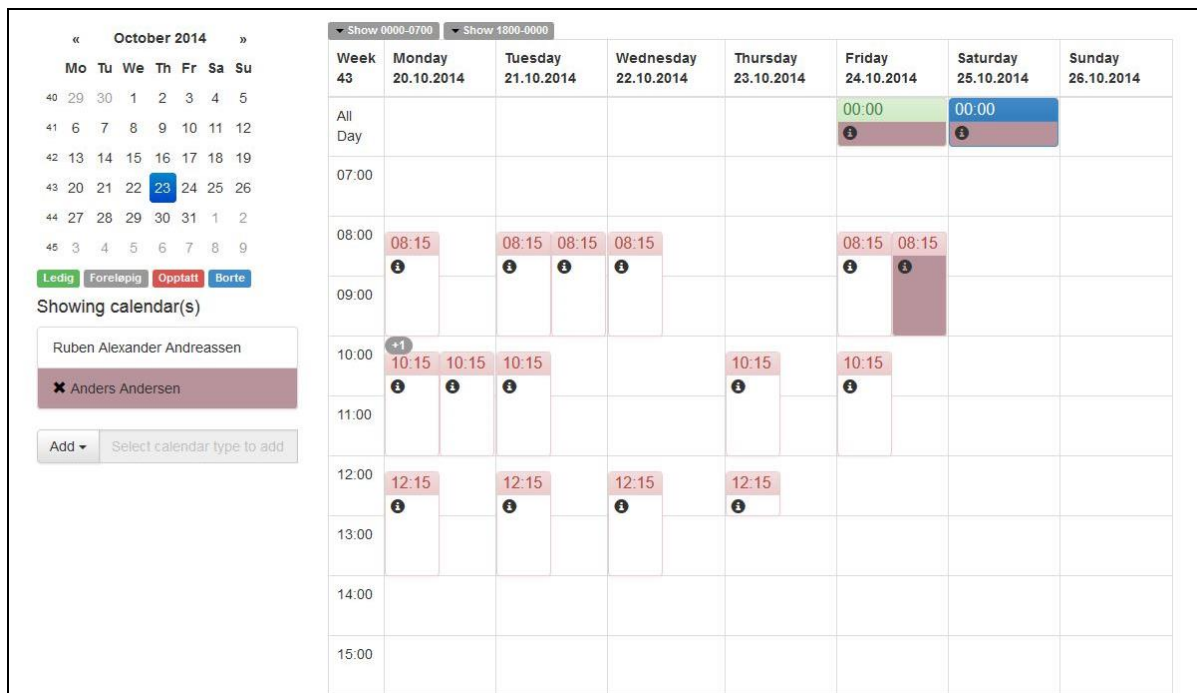 « October 2014 »
Mo Tu We Th Fr Sa Su
40 29 30 1 2 3 4 5
41 6 7 8 9 10 11 12
42 13 14 15 16 17 18 19
43 20 21 22 23 24 25 26
44 27 28 29 30 31 1 2
45 3 4 5 6 7 8 9
Ledig Foreløpig Opptatt Borte
Showing calendar(s)
Ruben Alexander Andreassen
✖ Anders Andersen
Add Select calendar type to add
Show 0000-0700 Show 1800-0000
Week Monday Tuesday Wednesday Thursday Friday Saturday Sunday
43 20.10.2014 21.10.2014 22.10.2014 23.10.2014 24.10.2014 25.10.2014 26.10.2014
All 00:00 00:00
Day
07:00
08:00 08:15 08:15 08:15 08:15 08:15 08:15
09:00
+1
10:00 10:15 10:15 10:15 10:15 10:15
11:00
12:00 12:15 12:15 12:15 12:15
13:00
14:00
15:00